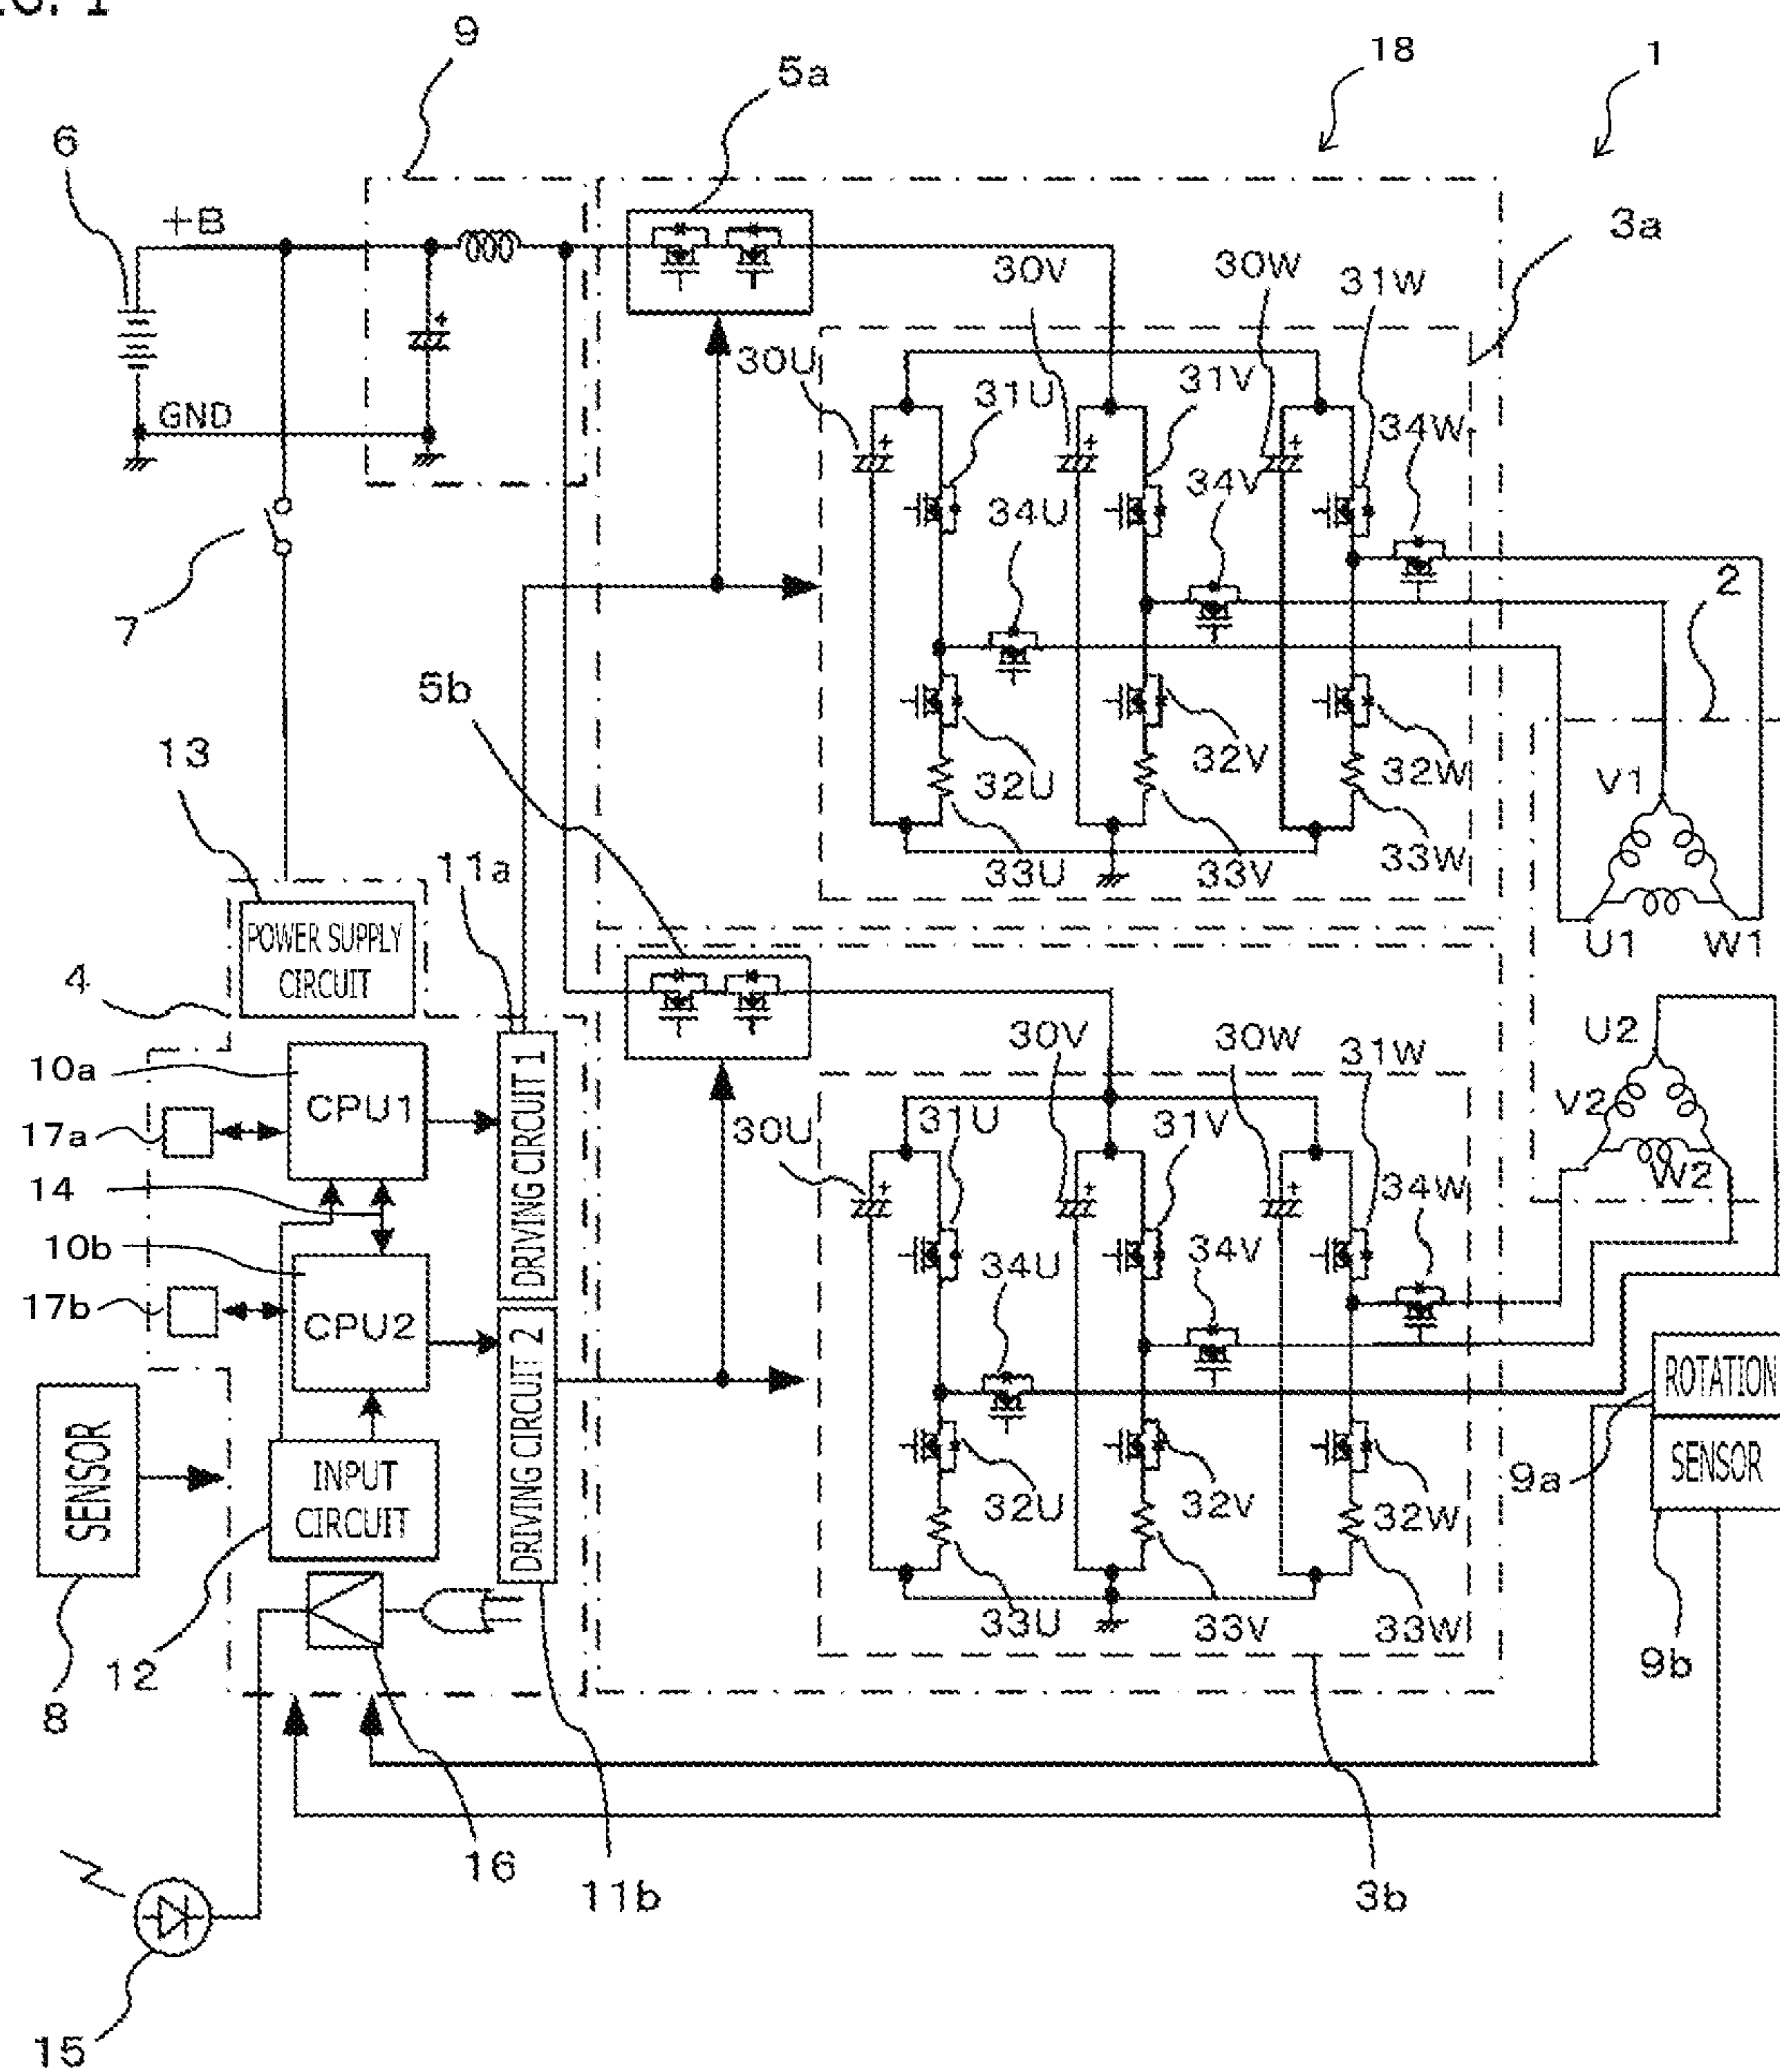 9
18
1
5a
6
+B
3a
30V
30W
31W
30U
31U
31V
GND
34W
34U
34V
7
2
5b
13
32U
32V
32W
V1
33U
33V
33W
11a
POWER SUPPLY
CIRCUIT
U1
W1
4
10a
CPU1
17a
14
10b
CPU2
17b
DRIVING CIRCUIT 1
DRIVING CIRCUIT 2
30U
30V
30W
31W
31U
31V
34W
34U
34V
U2
V2
W2
SENSOR
INPUT
CIRCUIT
32U
32V
32W
ROTATION
SENSOR
9a
33U
33V
33W
9b
12
8
16
11b
3b
15